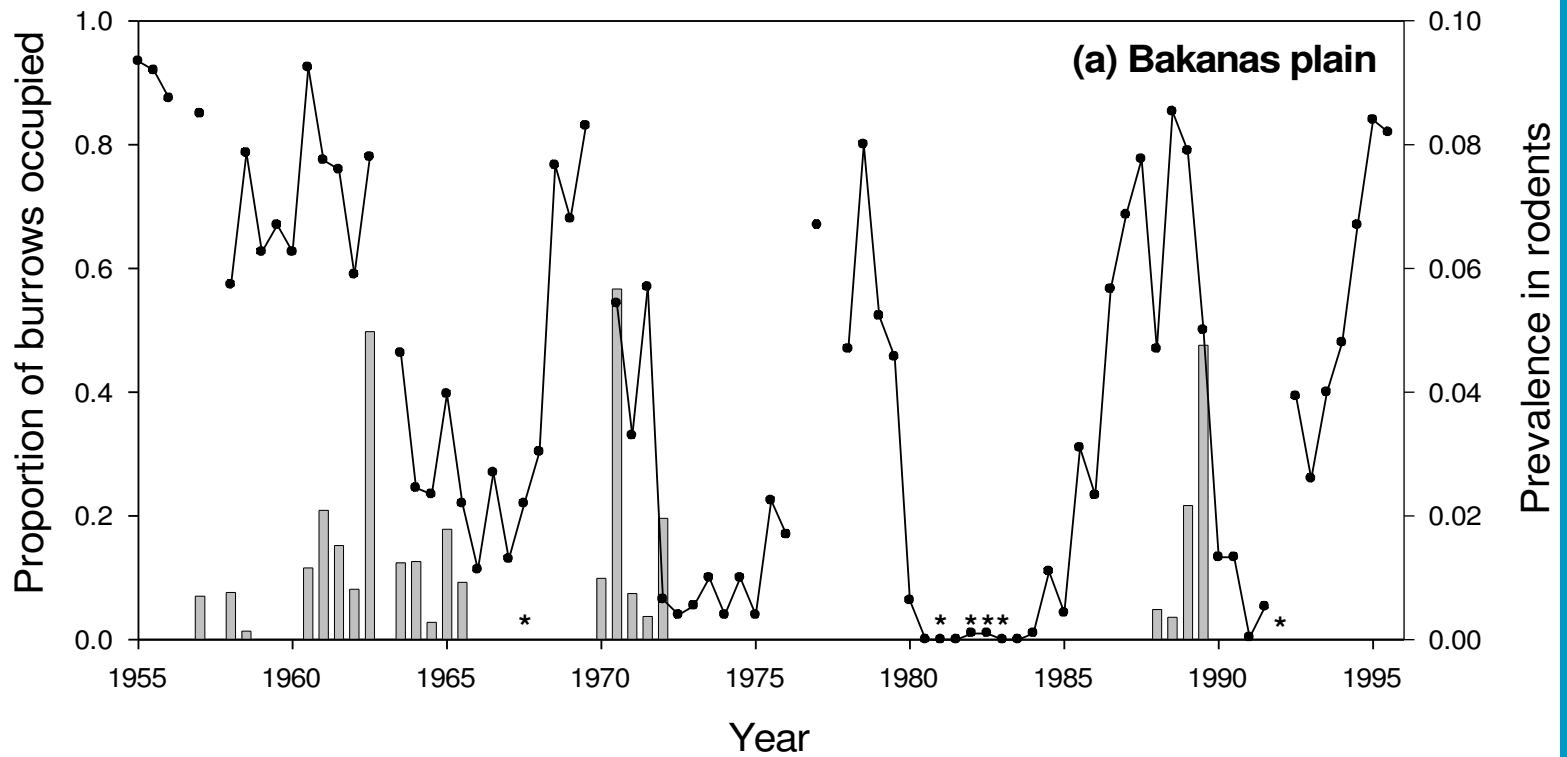 (a) Bakanas plain
Proportion of burrows occupied
1.0
0.8
0.6
0.4
0.2
0.0
0.10
0.08
0.06
0.04
0.02
0.00
Prevalence in rodents
* * * * * *
1955 1960 1965 1970 1975 1980 1985 1990 1995
Year